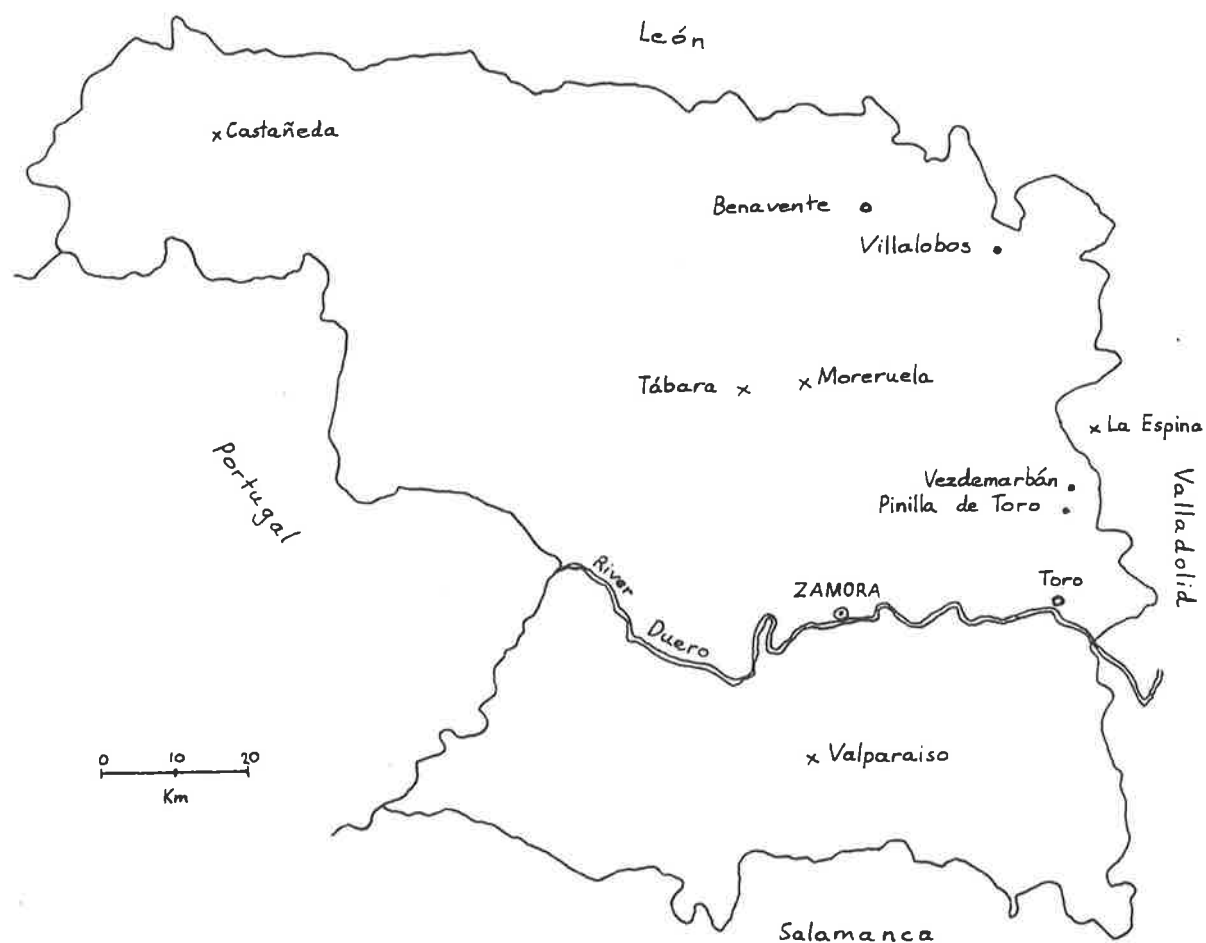 León
Castañeda
Benavente
Villalobos
Tábara
Moreruela
La Espina
Portugal
Vezdemarbán
Pinilla de Toro
Valladolid
River
Duero
ZAMORA
Toro
0 10 20
Km
Valparaiso
Salamanca